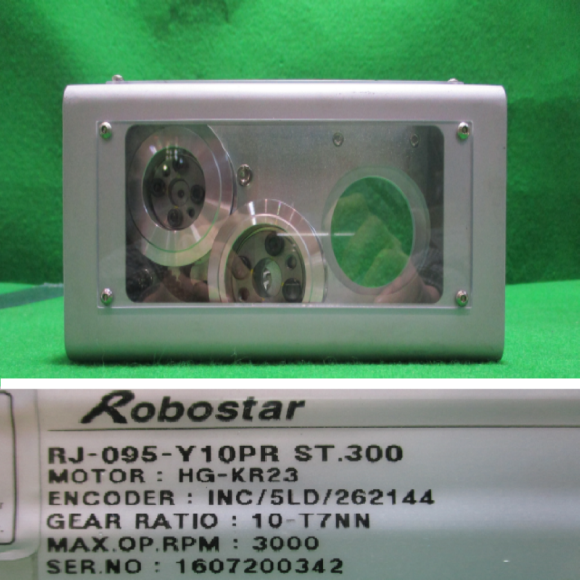 Robostar
RJ-095-Y10PR ST.300
MOTOR : HG-KR23
ENCODER : INC/5LD/262144
GEAR RATIO : 10-T7NN
MAX.OP.RPM : 3000
SER.NO : 1607200342